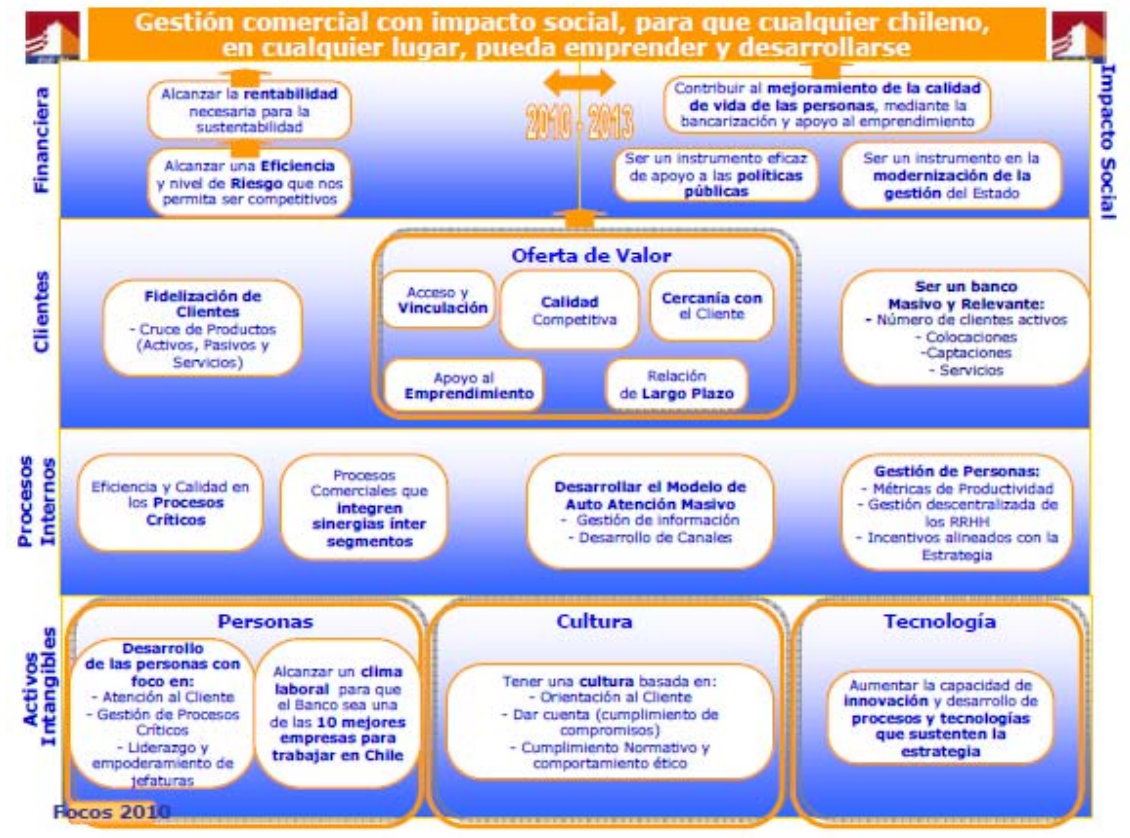 Gestión comercial con impacto social, para que cualquier chileno,
en cualquier lugar, pueda emprender y desarrollarse
Financiera
Alcanzar la rentabilidad
necesaria para la
sustentabilidad
Alcanzar una Eficiencia
y nivel de Riesgo que nos
permita ser competitivos
2010 - 2013
Contribuir al mejoramiento de la calidad
de vida de las personas, mediante la
bancarización y apoyo al emprendimiento
Ser un instrumento eficaz
de apoyo a las políticas
públicas
Ser un instrumento en la
modernización de la
gestión del Estado
Impacto Social
Clientes
Fidelización de
Clientes
- Cruce de Productos
(Activos, Pasivos y
Servicios)
Oferta de Valor
Acceso y
Vinculación
Calidad
Competitiva
Cercanía con
el Cliente
Apoyo al
Emprendimiento
Relación
de Largo Plazo
Ser un banco
Masivo y Relevante:
- Número de clientes activos
- Colocaciones
-Captaciones
- Servicios
Procesos
Internos
Eficiencia y Calidad en
los Procesos
Críticos
Procesos
Comerciales que
integren
sinergias ínter
segmentos
Desarrollar el Modelo de
Auto Atención Masivo
- Gestión de información
- Desarrollo de Canales
Gestión de Personas:
- Métricas de Productividad
- Gestión descentralizada de
los RRHH
- Incentivos alineados con la
Estrategia
Activos
Intangibles
Personas
Desarrollo
de las personas con
foco en:
- Atención al Cliente
- Gestión de Procesos
Críticos
- Liderazgo y
empoderamiento de
jefaturas
Alcanzar un clima
laboral para que
el Banco sea una
de las 10 mejores
empresas para
trabajar en Chile
Cultura
Tener una cultura basada en:
- Orientación al Cliente
- Dar cuenta (cumplimiento de
compromisos)
- Cumplimiento Normativo y
comportamiento ético
Tecnología
Aumentar la capacidad de
innovación y desarrollo de
procesos y tecnologías
que sustenten la
estrategia
Focos 2010